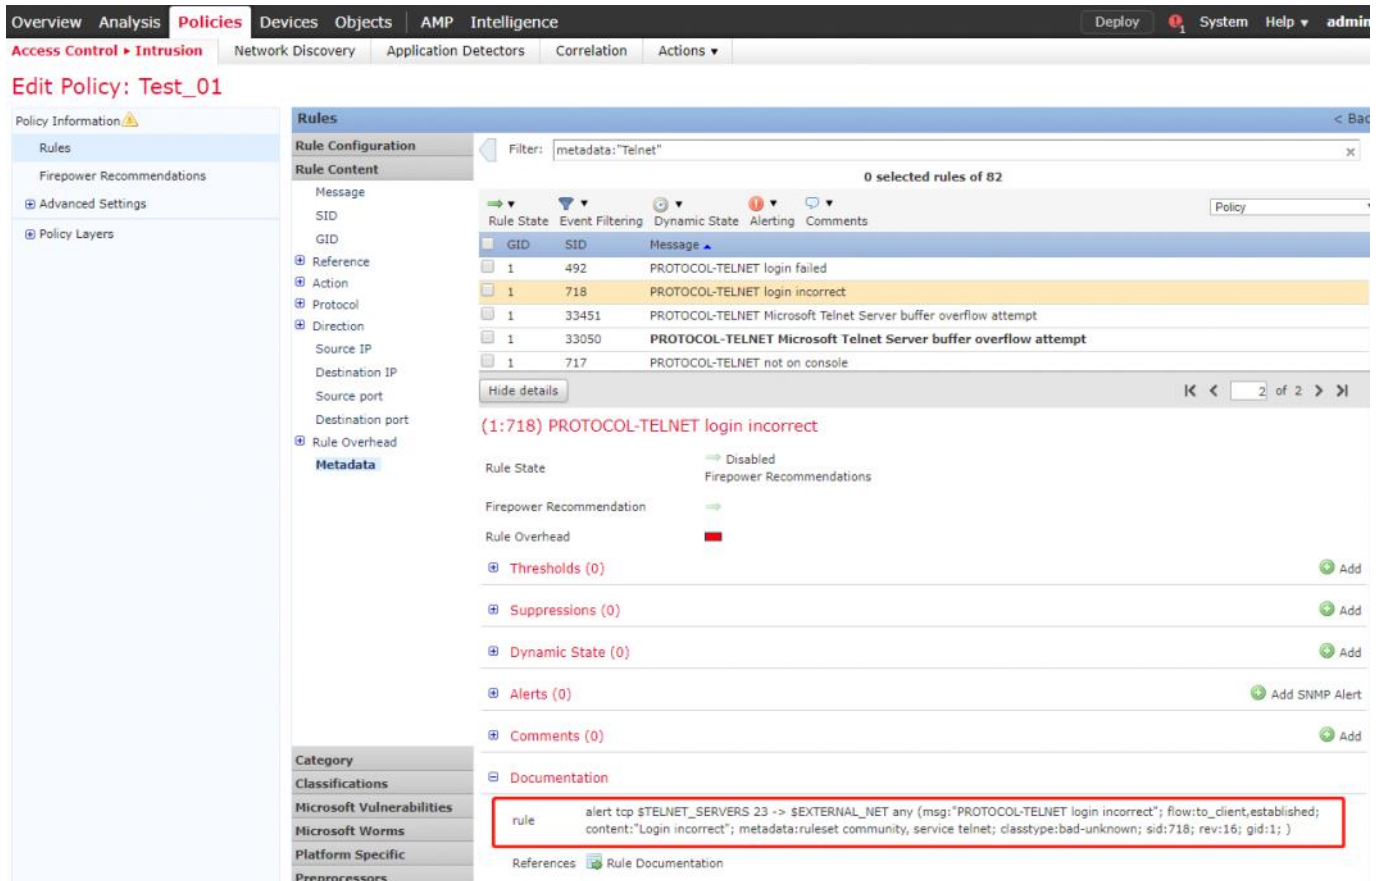 Overview Analysis Policies Devices Objects AMP Intelligence Deploy 1 System Help ▾ admin
Access Control ▸ Intrusion Network Discovery Application Detectors Correlation Actions ▾
Edit Policy: Test_01
Policy Information
Rules
Firepower Recommendations
Advanced Settings
Policy Layers
Rules
< Bac
Rule Configuration
Rule Content
Message
SID
GID
Reference
Action
Protocol
Direction
Source IP
Destination IP
Source port
Destination port
Rule Overhead
Metadata
Category
Classifications
Microsoft Vulnerabilities
Microsoft Worms
Platform Specific
Preprocessors
Filter: metadata:"Telnet" ×
0 selected rules of 82
Rule State Event Filtering Dynamic State Alerting Comments
Policy
GID SID Message ▲
1 492 PROTOCOL-TELNET login failed
1 718 PROTOCOL-TELNET login incorrect
1 33451 PROTOCOL-TELNET Microsoft Telnet Server buffer overflow attempt
1 33050 PROTOCOL-TELNET Microsoft Telnet Server buffer overflow attempt
1 717 PROTOCOL-TELNET not on console
Hide details
2 of 2
(1:718) PROTOCOL-TELNET login incorrect
Rule State Disabled
Firepower Recommendations
Firepower Recommendation
Rule Overhead
Thresholds (0) Add
Suppressions (0) Add
Dynamic State (0) Add
Alerts (0) Add SNMP Alert
Comments (0) Add
Documentation
rule alert tcp $TELNET_SERVERS 23 -> $EXTERNAL_NET any (msg:"PROTOCOL-TELNET login incorrect"; flow:to_client,established;
content:"Login incorrect"; metadata:ruleset community, service telnet; classtype:bad-unknown; sid:718; rev:16; gid:1; )
References Rule Documentation